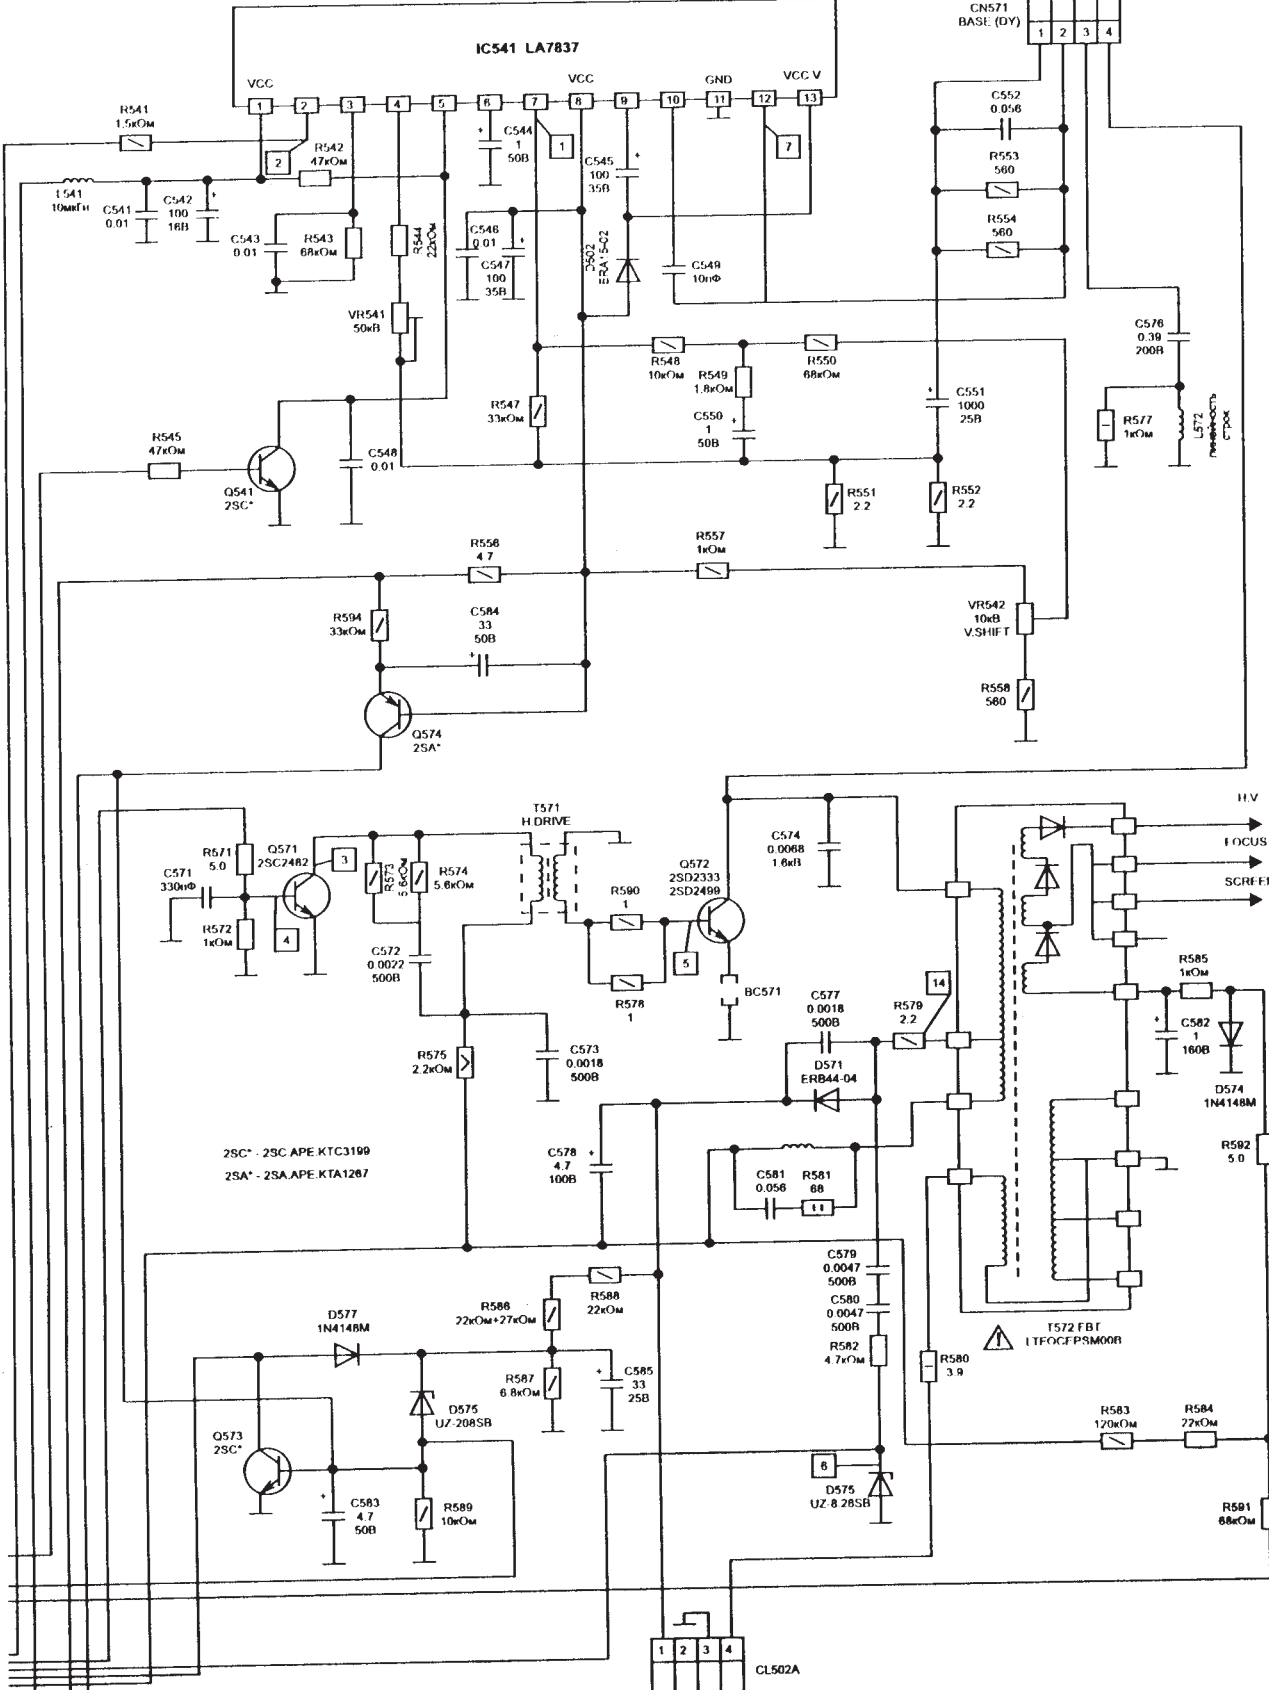 CN571
BASE (DY)
1 2 3 4
IC541 LA7837
VCC
VCC
GND
VCC V
1 2 3 4 5 6 7 8 9 10 11 12 13
R541
1.5кОм
2
R542
47кОм
C544
1
50В
1
C545
100
35В
7
C552
0.056
R553
560
R554
560
L541
10мкГн
C541
0.01
C542
100
16В
C543
0.01
R543
68кОм
R544
22кОм
C546
0.01
C547
100
35В
D502
ERA15-02
C549
10пФ
VR541
50кВ
R548
10кОм
R549
1.8кОм
R550
68кОм
C576
0.39
200В
R547
33кОм
C550
1
50В
C551
1000
25В
R577
1кОм
L572
линейность
строк
R545
47кОм
Q541
2SC*
C548
0.01
R551
2.2
R552
2.2
R556
4.7
R557
1кОм
R594
33кОм
C584
33
50В
VR542
10кВ
V.SHIFT
R558
560
Q574
2SA*
T571
H.DRIVE
H.V
FOCUS
R571
5.0
Q571
2SC2482
3
C571
330пФ
R572
1кОм
4
R573
5.6кОм
R574
5.6кОм
R590
1
Q572
2SD2333
2SD2499
C574
0.0068
1.6кВ
C572
0.0022
500В
R578
1
5
BC571
C577
0.0018
500В
R579
2.2
14
R585
1кОм
C582
1
160В
R575
2.2кОм
C573
0.0018
500В
D571
ERB44-04
D574
1N4148M
2SC* - 2SC.APE.KTC3199
2SA* - 2SA.APE.KTA1267
C578
4.7
100В
C581
0.056
R581
68
R592
5.0
C579
0.0047
500В
C580
0.0047
500В
R582
4.7кОм
R588
22кОм
R586
22кОм+27кОм
D577
1N4148M
T572 FBT
R580
3.9
R587
6.8кОм
C585
33
25В
D575
UZ-208SB
R583
120кОм
R584
22кОм
Q573
2SC*
6
D575
UZ-8.26SB
C583
4.7
50В
R589
10кОм
R591
68кОм
1 2 3 4
CL502A